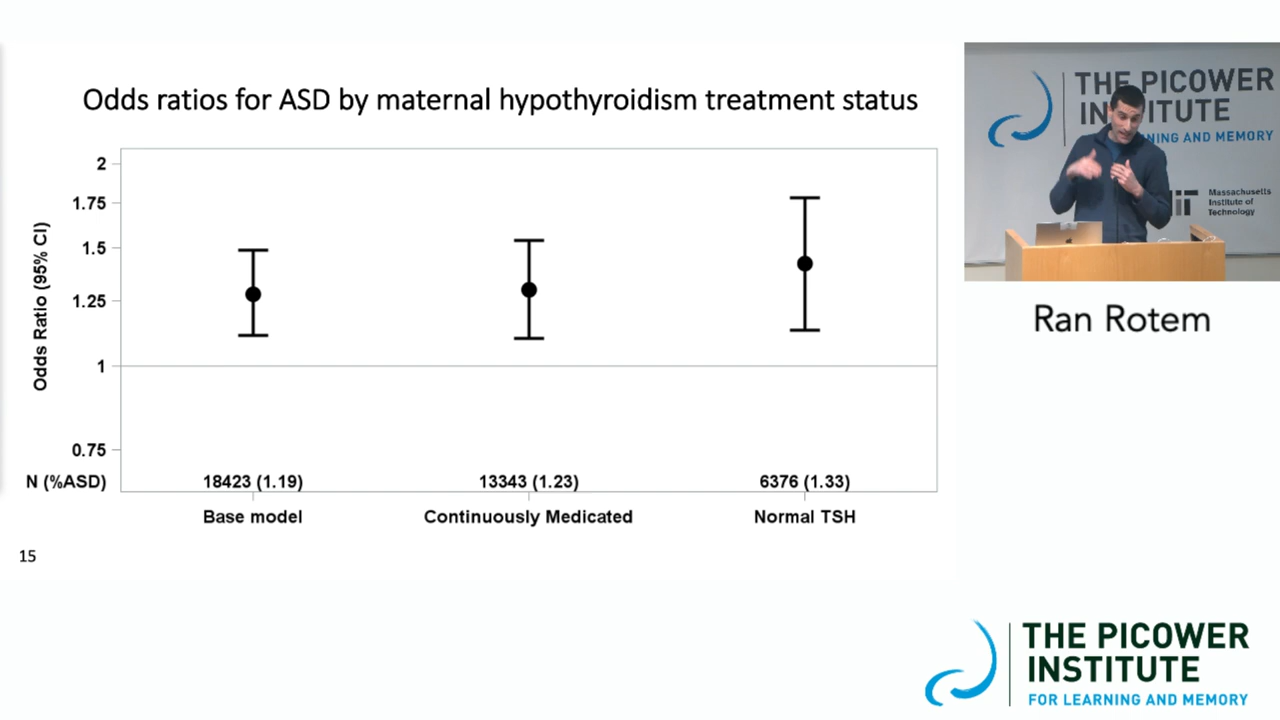 Odds ratios for ASD by maternal hypothyroidism treatment status
2
1.75
1.5
1.25
1
0.75
Odds Ratio (95% CI)
N (%ASD)
18423 (1.19)
13343 (1.23)
6376 (1.33)
Base model
Continuously Medicated
Normal TSH
15
THE PICOWER
IN ITUTE
NING AND MEMORY
Massachusetts
Institute of
Technology
Ran Rotem
THE PICOWER
INSTITUTE
FOR LEARNING AND MEMORY